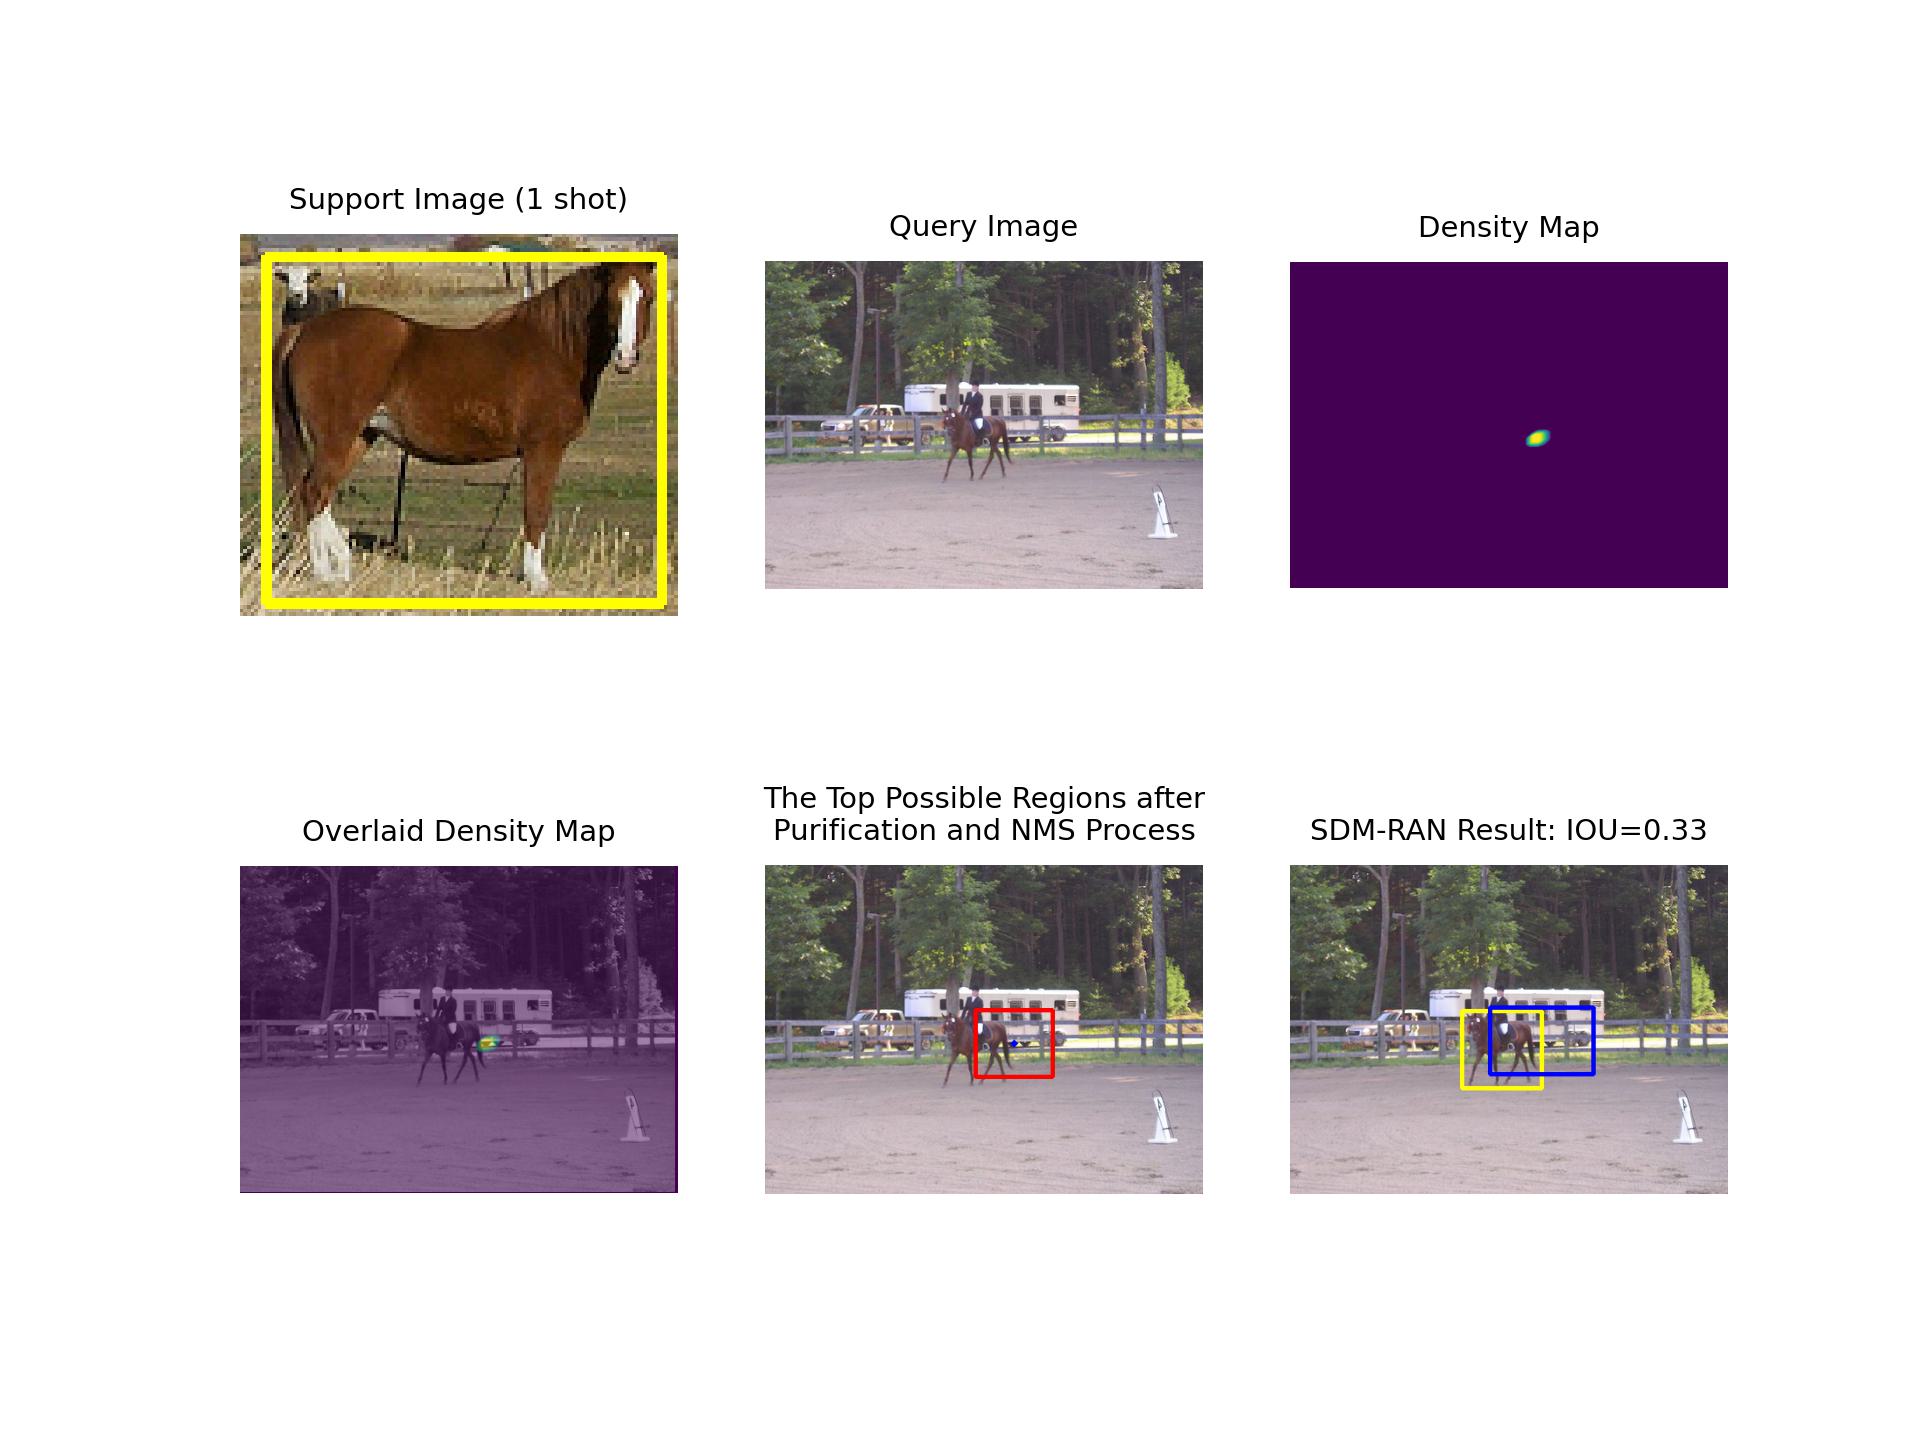 Support Image (1 shot)
Query Image
Density Map
Overlaid Density Map
The Top Possible Regions after
Purification and NMS Process
SDM-RAN Result: IOU=0.33